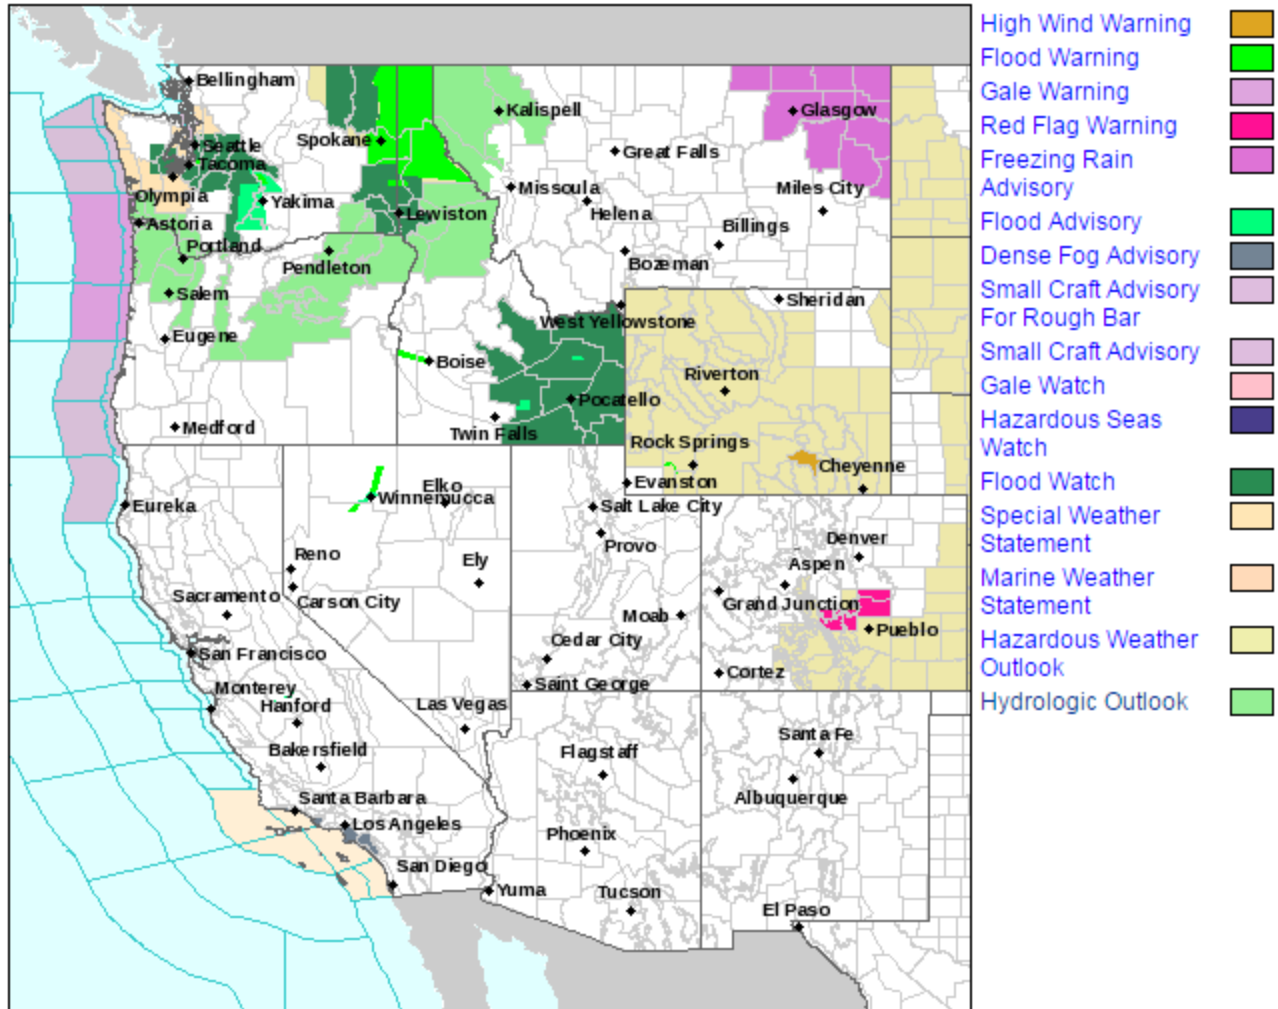 High Wind Warning
Flood Warning
Gale Warning
Red Flag Warning
Freezing Rain
Advisory
Flood Advisory
Dense Fog Advisory
Small Craft Advisory
For Rough Bar
Small Craft Advisory
Gale Watch
Hazardous Seas
Watch
Flood Watch
Special Weather
Statement
Marine Weather
Statement
Hazardous Weather
Outlook
Hydrologic Outlook
Bellingham
Kalispell
Glasgow
Seattle
Spokane
Great Falls
Tacoma
Missoula
Miles City
Olympia
Yakima
Helena
Lewiston
Astoria
Billings
Portland
Pendleton
Bozeman
Salem
Sheridan
West Yellowstone
Eugene
Boise
Riverton
Pocatello
Medford
Twin Falls
Rock Springs
Cheyenne
Evanston
Elko
Winnemucca
Eureka
Salt Lake City
Provo
Denver
Reno
Ely
Aspen
Sacramento
Carson City
Grand Junction
Moab
Pueblo
Cedar City
San Francisco
Cortez
Monterey
Saint George
Hanford
Las Vegas
Santa Fe
Bakersfield
Flagstaff
Santa Barbara
Albuquerque
Los Angeles
Phoenix
San Diego
Yuma
Tucson
El Paso